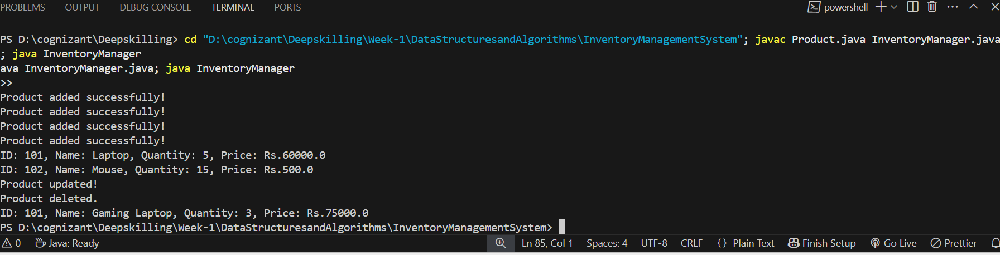 PROBLEMS OUTPUT DEBUG CONSOLE TERMINAL PORTS powershell
PS D:\cognizant\Deepskilling> cd "D:\cognizant\Deepskilling\Week-1\DataStructuresandAlgorithms\InventoryManagementSystem"; javac Product.java InventoryManager.java
; java InventoryManager
ava InventoryManager.java; java InventoryManager
>>
Product added successfully!
Product added successfully!
Product added successfully!
Product added successfully!
ID: 101, Name: Laptop, Quantity: 5, Price: Rs.60000.0
ID: 102, Name: Mouse, Quantity: 15, Price: Rs.500.0
Product updated!
Product deleted.
ID: 101, Name: Gaming Laptop, Quantity: 3, Price: Rs.75000.0
PS D:\cognizant\Deepskilling\Week-1\DataStructuresandAlgorithms\InventoryManagementSystem>
0 Java: Ready Ln 85, Col 1 Spaces: 4 UTF-8 CRLF {} Plain Text Finish Setup Go Live Prettier